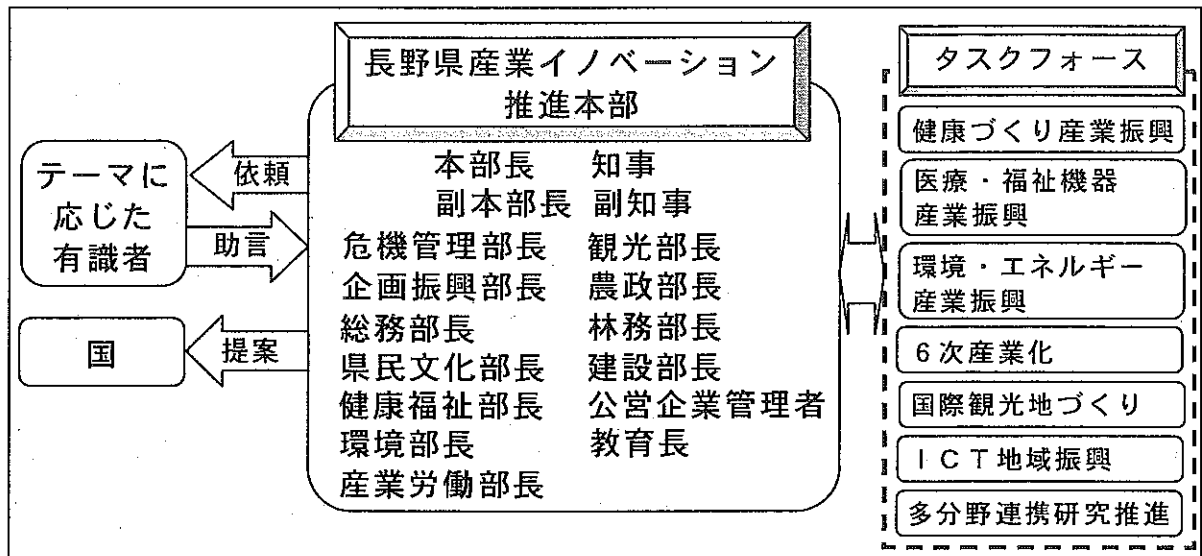 長野県産業イノベーション
推進本部
本部長　知事
副本部長　副知事
危機管理部長　観光部長
企画振興部長　農政部長
総務部長　林務部長
県民文化部長　建設部長
健康福祉部長　公営企業管理者
環境部長　教育長
産業労働部長
テーマに
応じた
有識者
依頼
助言
国
提案
タスクフォース
健康づくり産業振興
医療・福祉機器
産業振興
環境・エネルギー
産業振興
6次産業化
国際観光地づくり
ICT地域振興
多分野連携研究推進